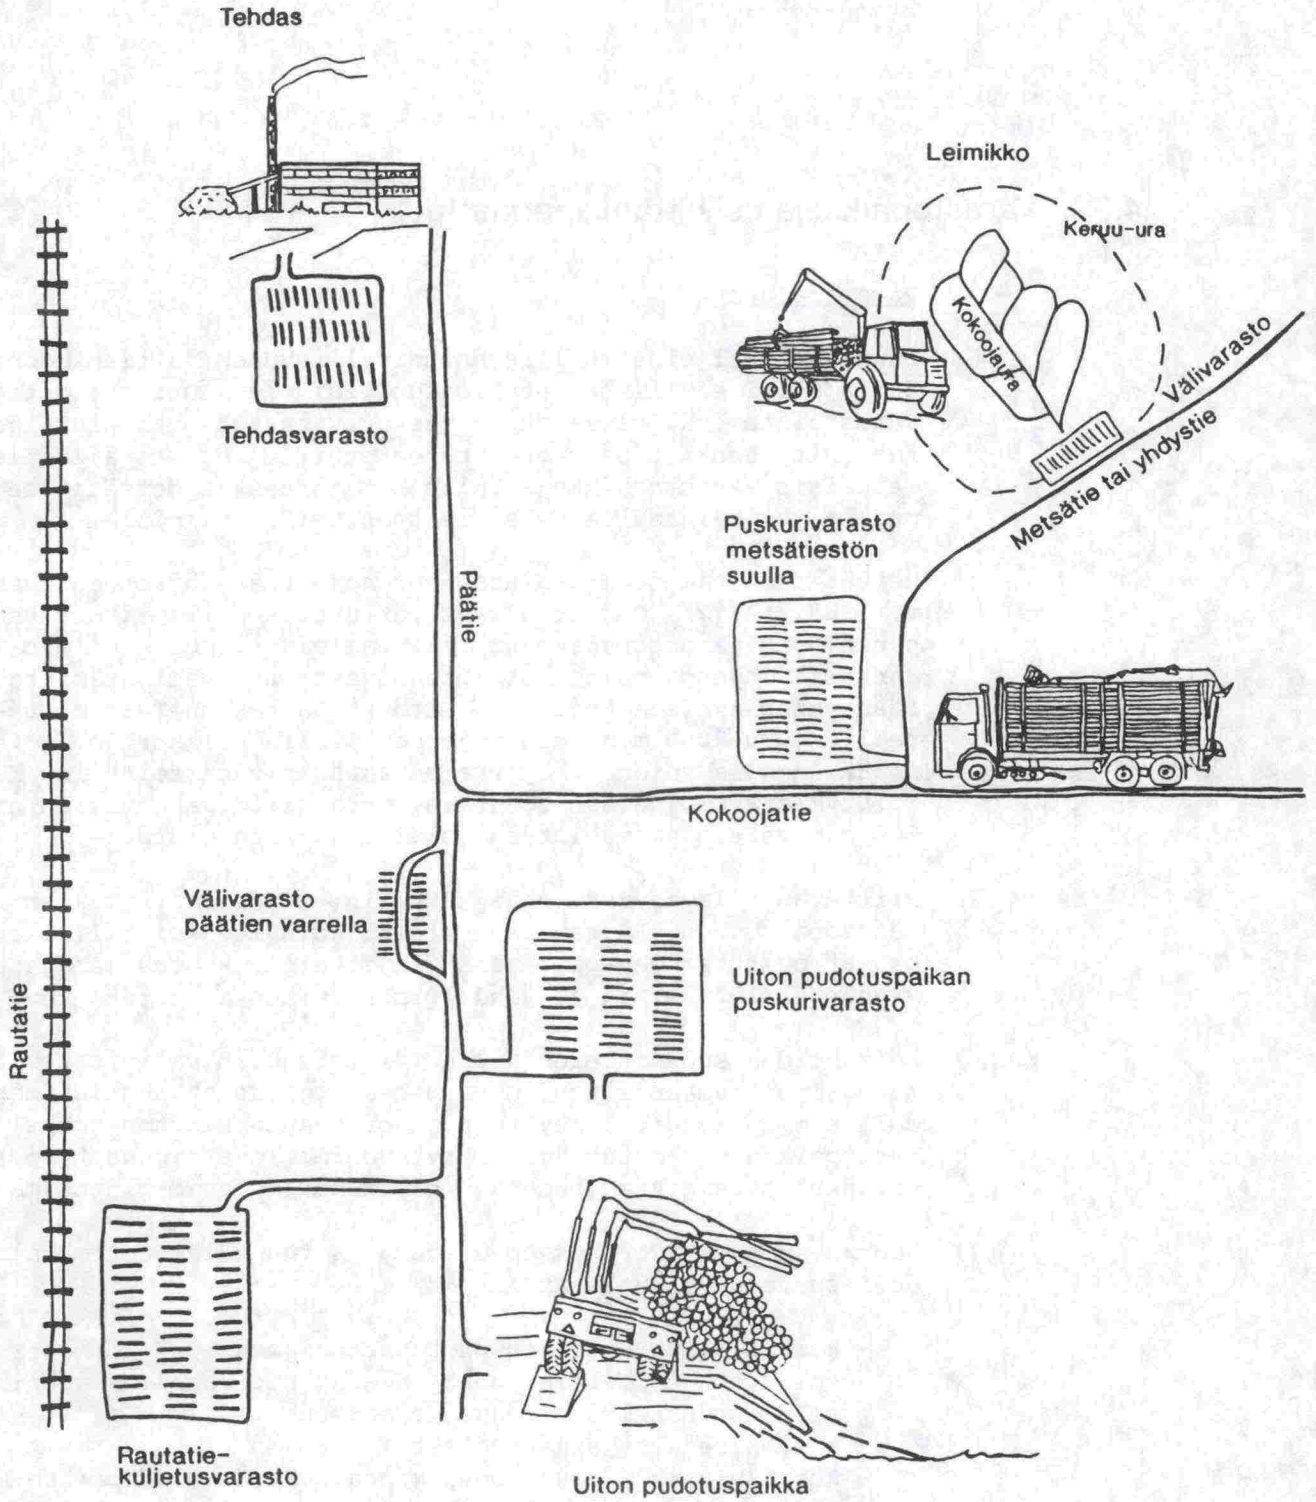 Tehdas
Leimikko
Keruu-ura
Kokoojaura
Välivarasto
Metsätie tai yhdystie
Tehdasvarasto
Puskurivarasto
metsätiestön
suulla
Päätie
Kokoojatie
Välivarasto
päätien varrella
Uiton pudotuspaikan
puskurivarasto
Rautatie
Rautatie-
kuljetusvarasto
Uiton pudotuspaikka